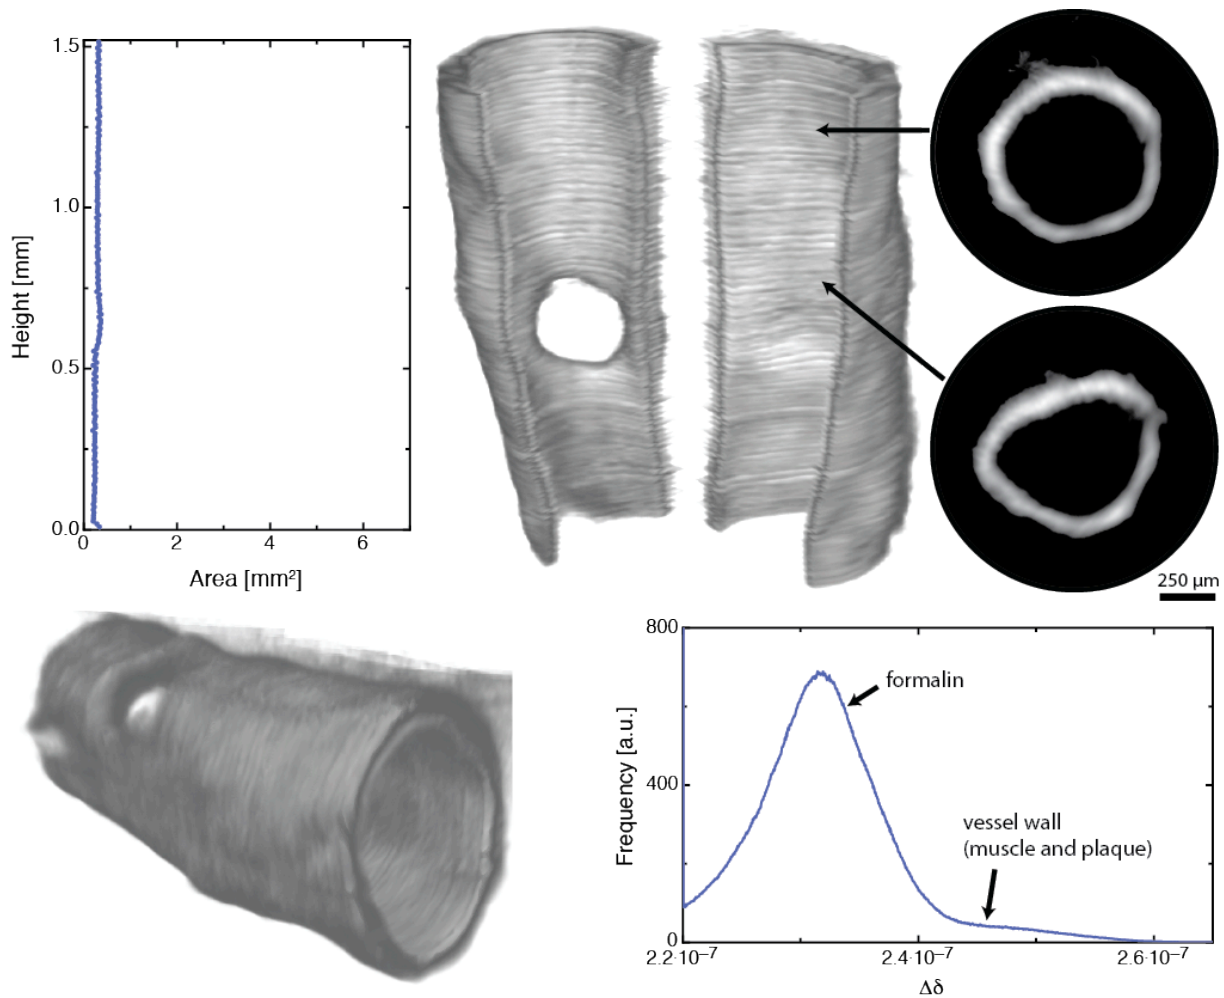 1.5
1.0
0.5
0.0
Height [mm]
0
2
4
6
Area [mm²]
250 µm
800
400
0
Frequency [a.u.]
formalin
vessel wall
(muscle and plaque)
2.2·10⁻⁷
2.4·10⁻⁷
2.6·10⁻⁷
Δδ